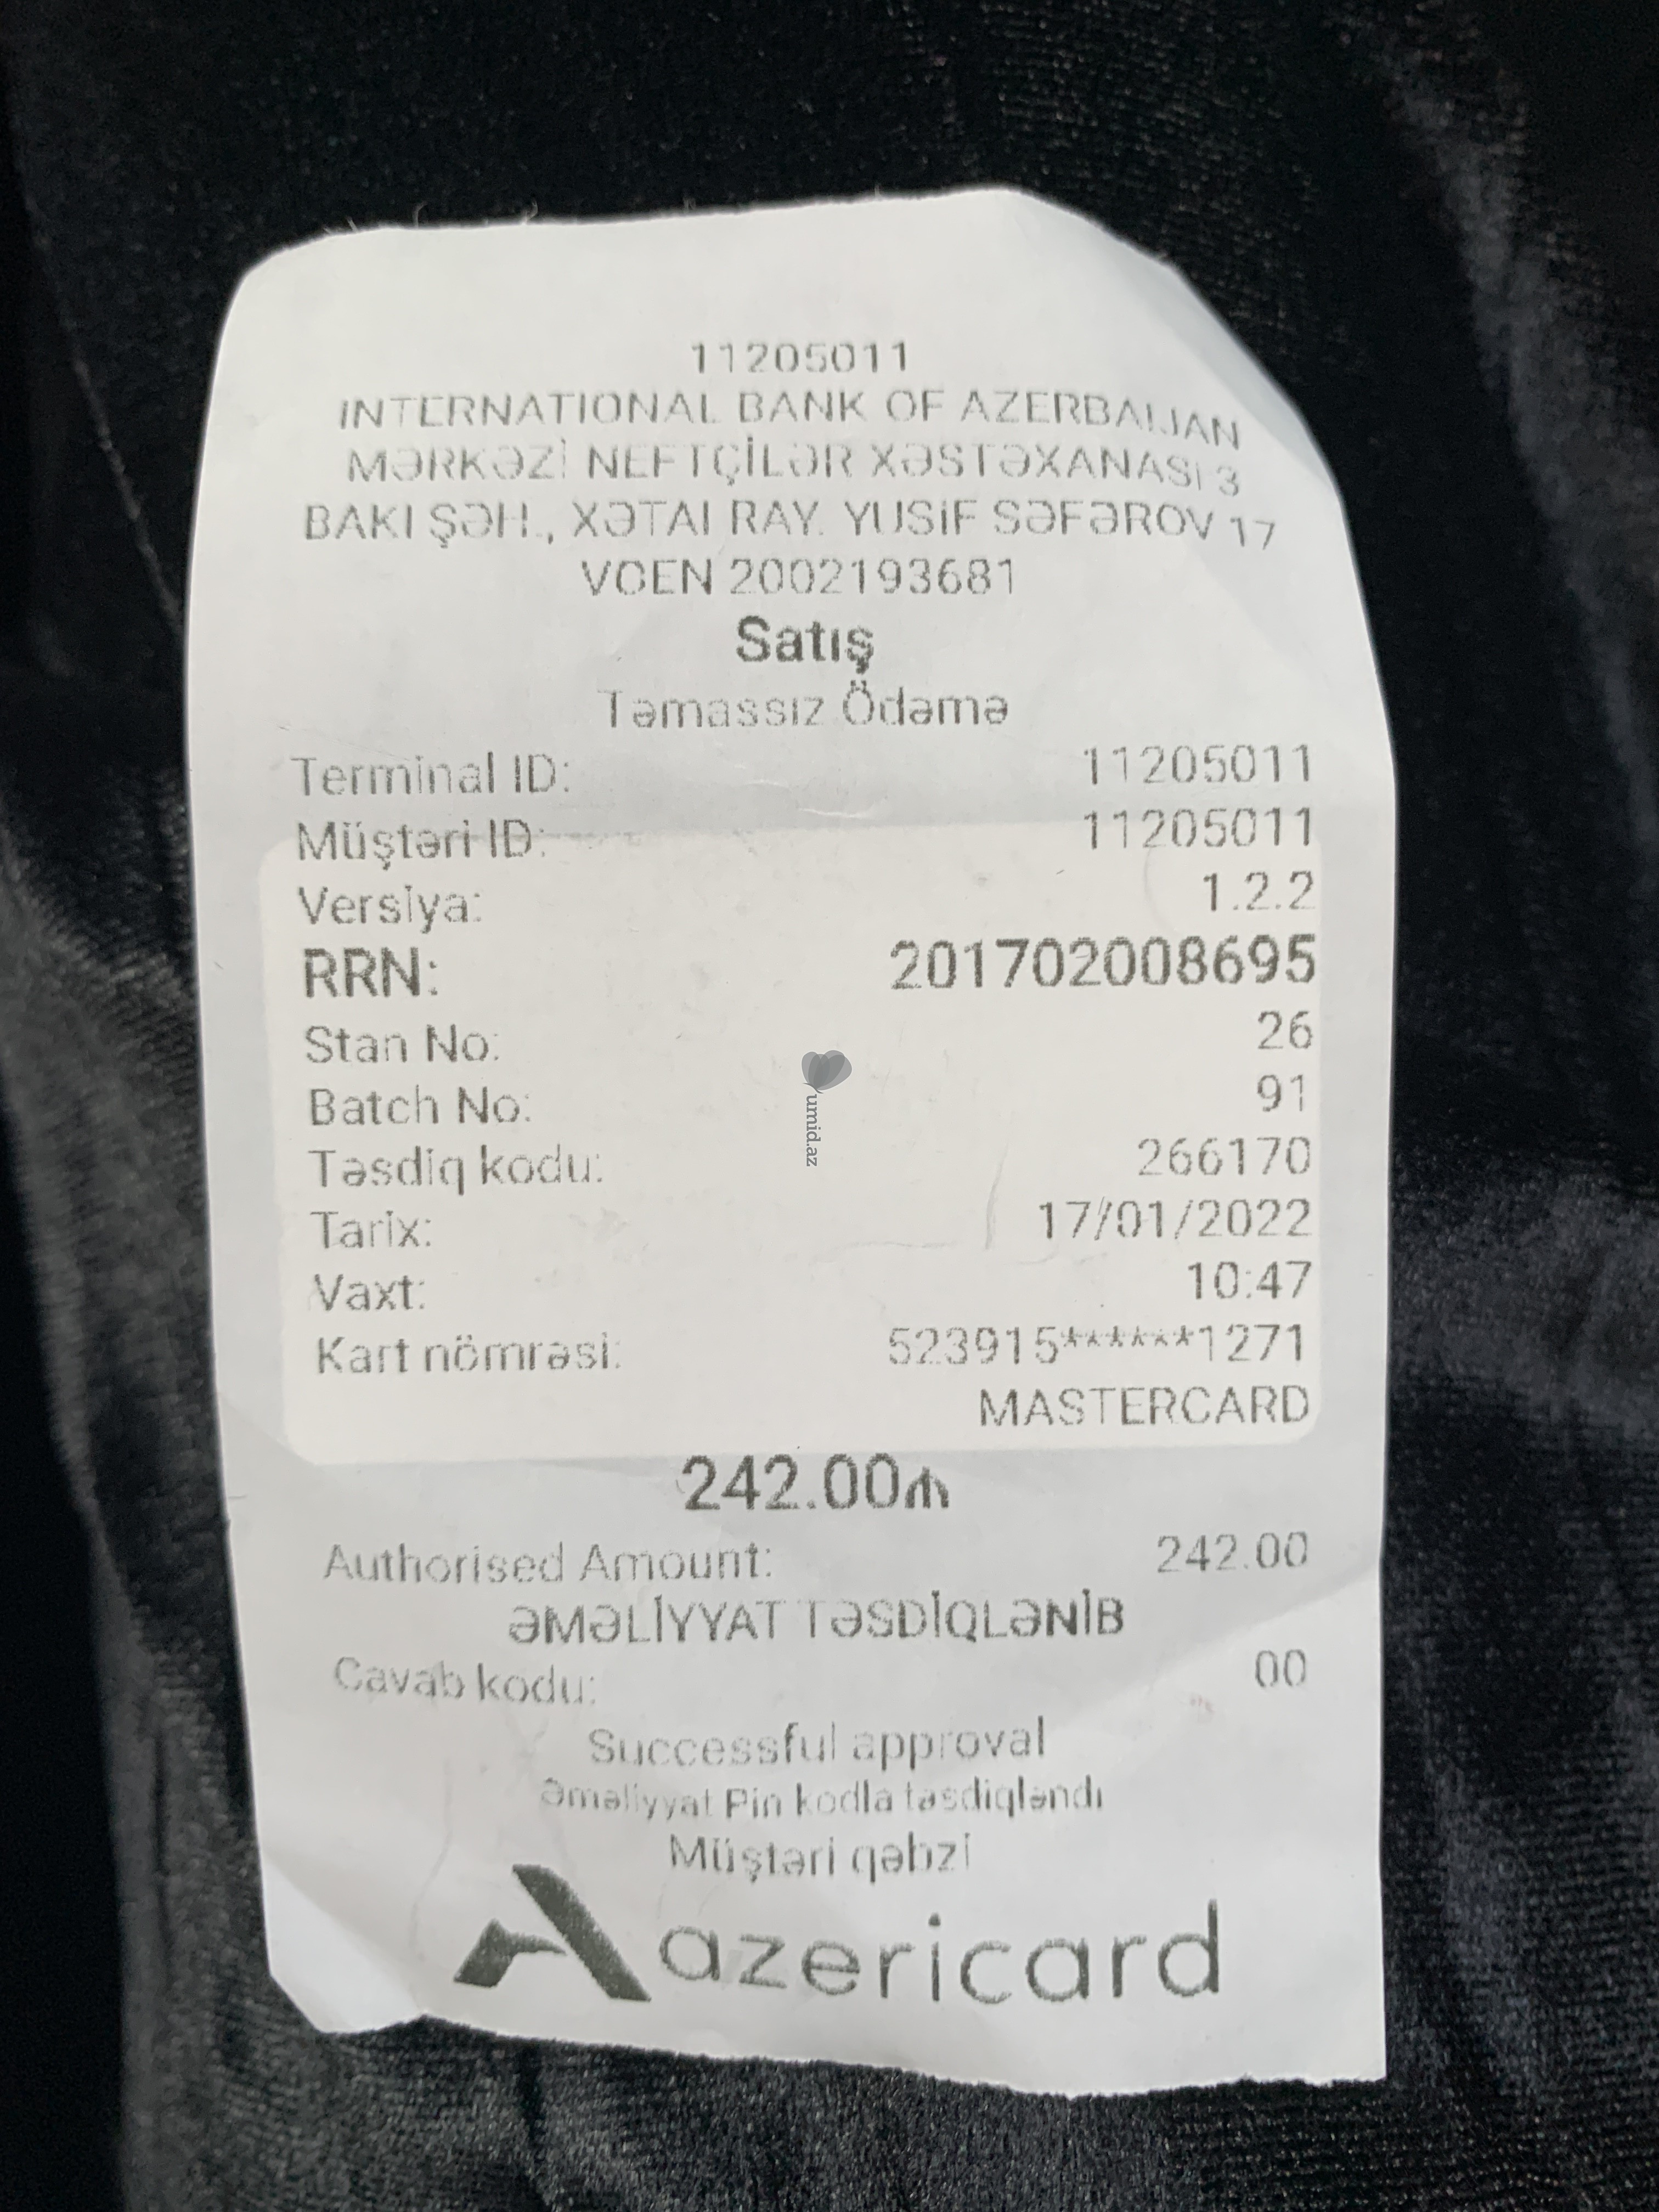 11205011
INTERNATIONAL BANK OF AZERBAIJAN
MƏRKƏZİ NEFTÇİLƏR XƏSTƏXANASI 3
BAKI ŞƏH., XƏTAI RAY. YUSİF SƏFƏROV 17
VOEN 2002193681
Satış
Təmassız Ödəmə
Terminal ID: 11205011
Müştəri ID: 11205011
Versiya: 1.2.2
RRN: 201702008695
Stan No: 26
umid.az
Batch No: 91
Təsdiq kodu: 266170
Tarix: 17/01/2022
Vaxt: 10:47
Kart nömrəsi: 523915******1271
MASTERCARD
242.00₼
Authorised Amount: 242.00
ƏMƏLİYYAT TƏSDİQLƏNİB
Cavab kodu: 00
Successful approval
Əməliyyat Pin kodla təsdiqləndı
Müştəri qəbzi
azericard